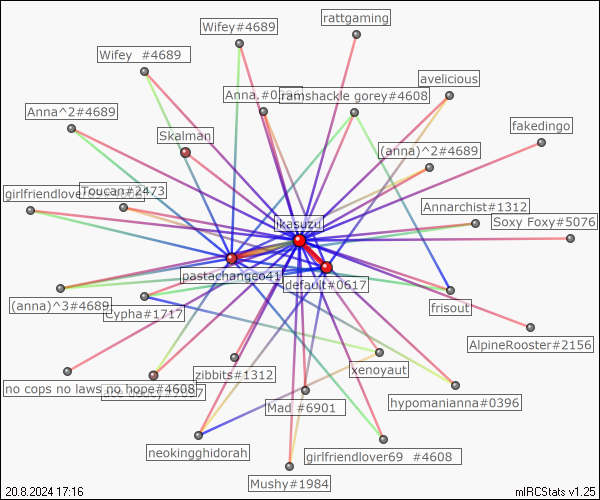 rattgaming
Wifey#4689
Wifey #4689
avelicious
Anna.#0
ramshackle gorey#4608
Anna^2#4689
fakedingo
Skalman
(anna)^2#4689
girlfriendlover
Toucan#2473
Annarchist#1312
Soxy Foxy#5076
ikasuzu
pastachangeo41
default#0617
(anna)^3#4689
Cypha#1717
frisout
AlpineRooster#2156
xenoyaut
zibbits#1312
no cops no laws no hope#4608
hypomanianna#0396
Mad #6901
neokingghidorah
girlfriendlover69 #4608
Mushy#1984
20.8.2024 17:16
mIRCStats v1.25